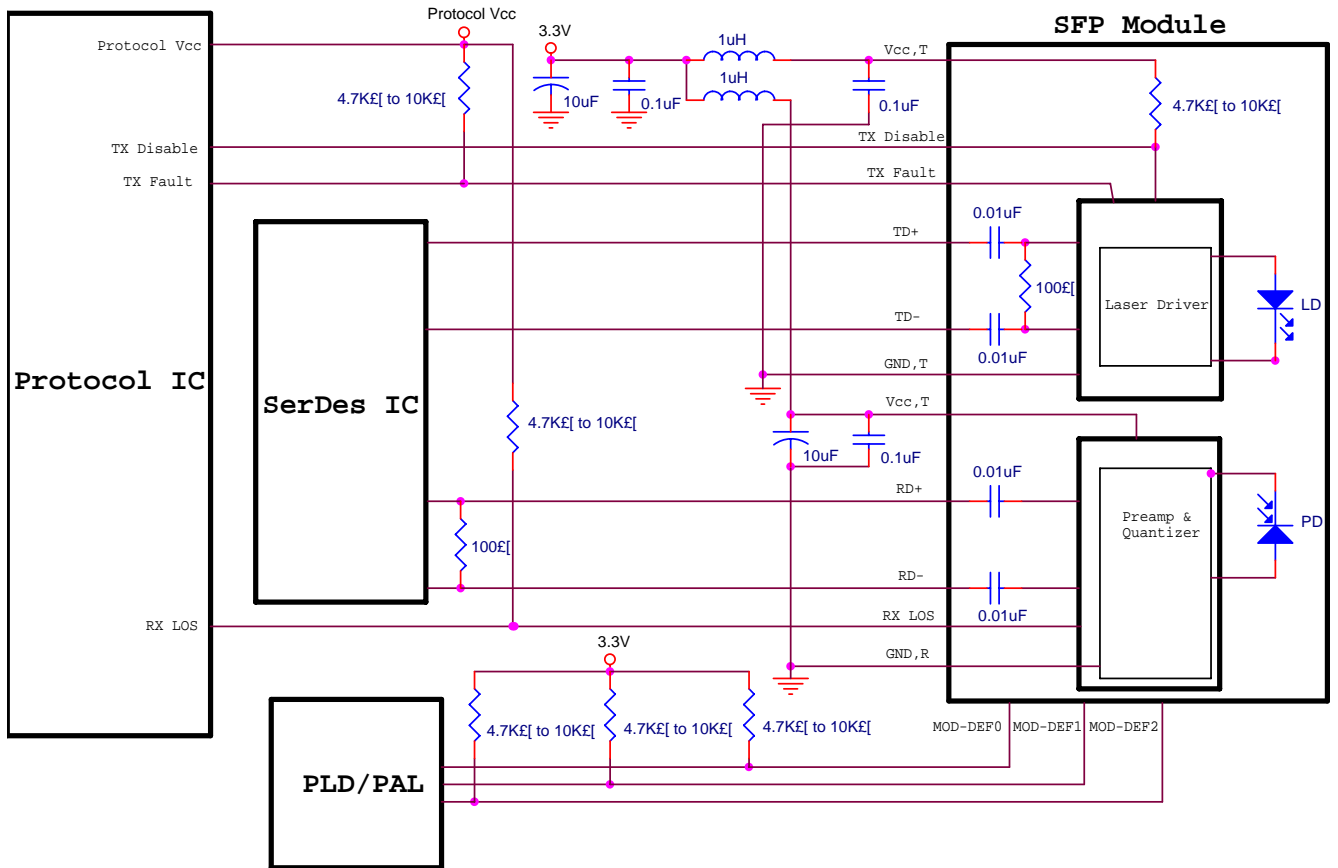 Protocol Vcc
3.3V
SFP Module
Protocol Vcc
1uH
Vcc,T
1uH
4.7K£[ to 10K£[
10uF
0.1uF
0.1uF
4.7K£[ to 10K£[
TX Disable
TX Disable
TX Fault
TX Fault
0.01uF
TD+
100£[
Laser Driver
LD
TD-
0.01uF
GND,T
Protocol IC
SerDes IC
Vcc,T
4.7K£[ to 10K£[
10uF
0.1uF
0.01uF
RD+
Preamp &
Quantizer
PD
100£[
RD-
0.01uF
RX LOS
RX LOS
3.3V
GND,R
4.7K£[ to 10K£[
4.7K£[ to 10K£[
4.7K£[ to 10K£[
MOD-DEF0
MOD-DEF1
MOD-DEF2
PLD/PAL